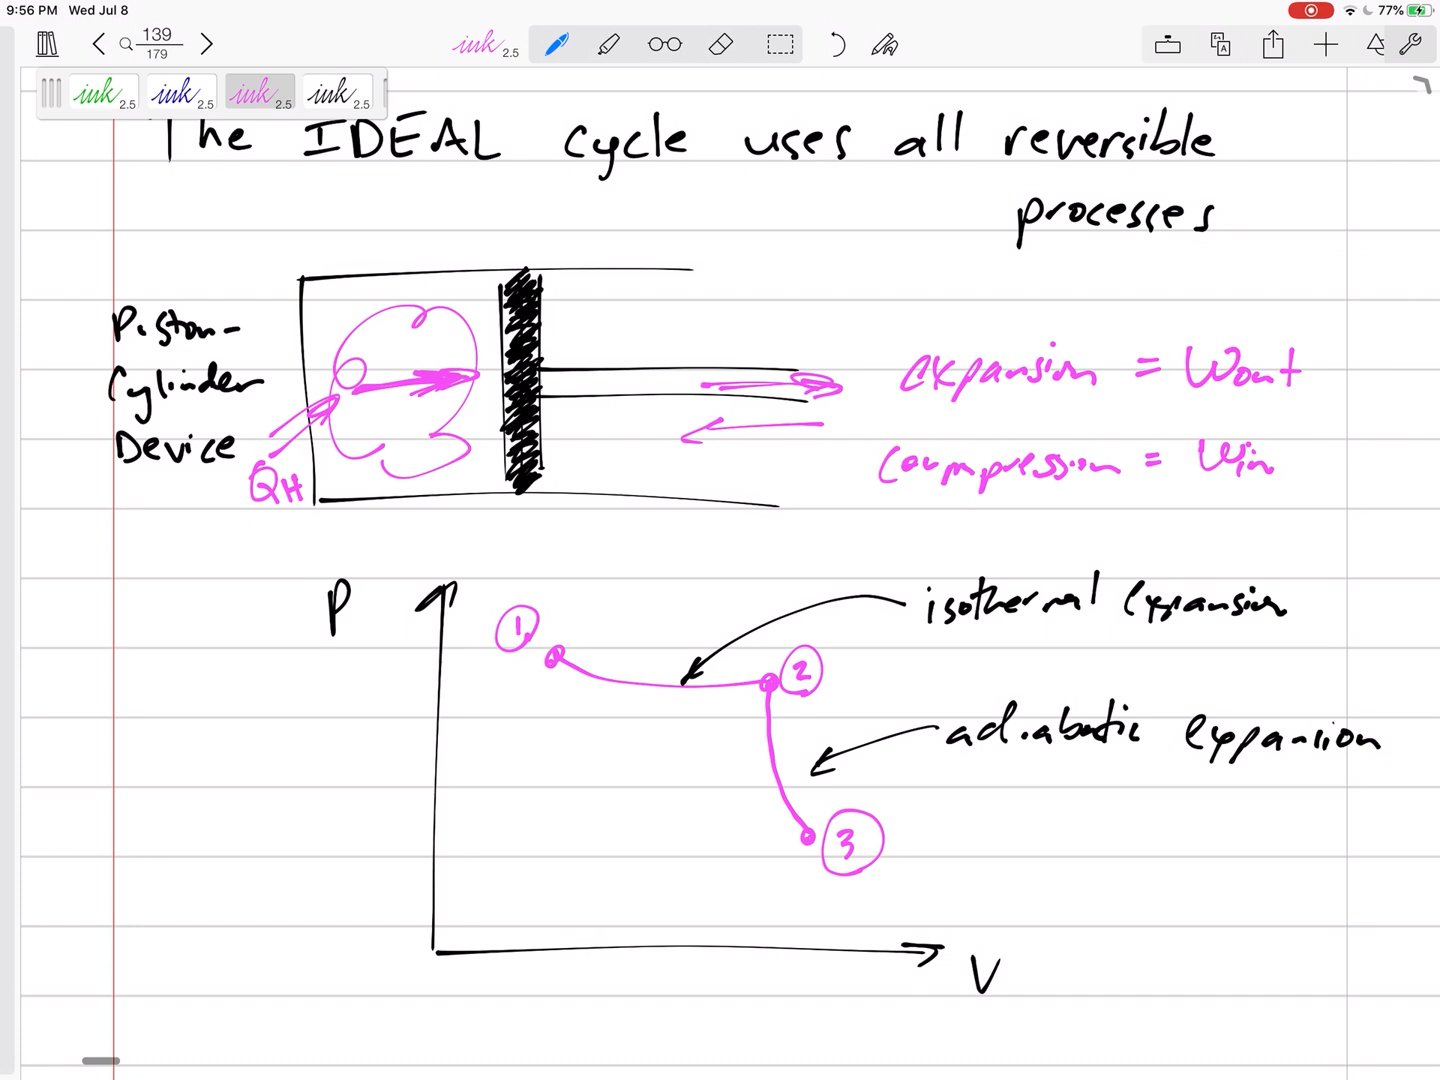 9:56 PM Wed Jul 8
77%
139
179
ink 2.5
ink 2.5
ink 2.5
ink 2.5
ink 2.5
The IDEAL cycle uses all reversible
processes
Piston-
Cylinder
Device
QH
expansion = Wout
compression = Win
P
1
2
3
isothermal expansion
adiabatic expansion
V